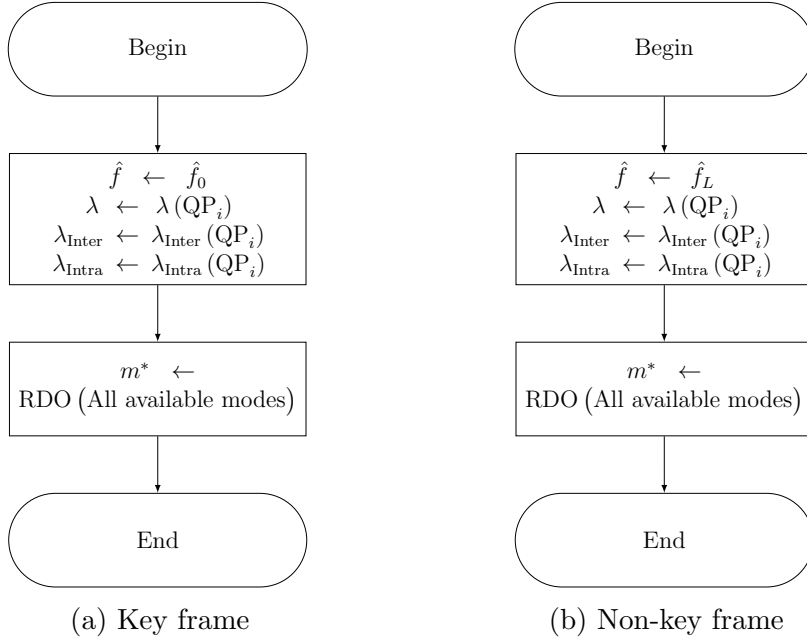 Begin
f̂ ← f̂₀
λ ← λ (QPᵢ)
λ_Inter ← λ_Inter (QPᵢ)
λ_Intra ← λ_Intra (QPᵢ)
m* ←
RDO (All available modes)
End
(a) Key frame
Begin
f̂ ← f̂_L
λ ← λ (QPᵢ)
λ_Inter ← λ_Inter (QPᵢ)
λ_Intra ← λ_Intra (QPᵢ)
m* ←
RDO (All available modes)
End
(b) Non-key frame